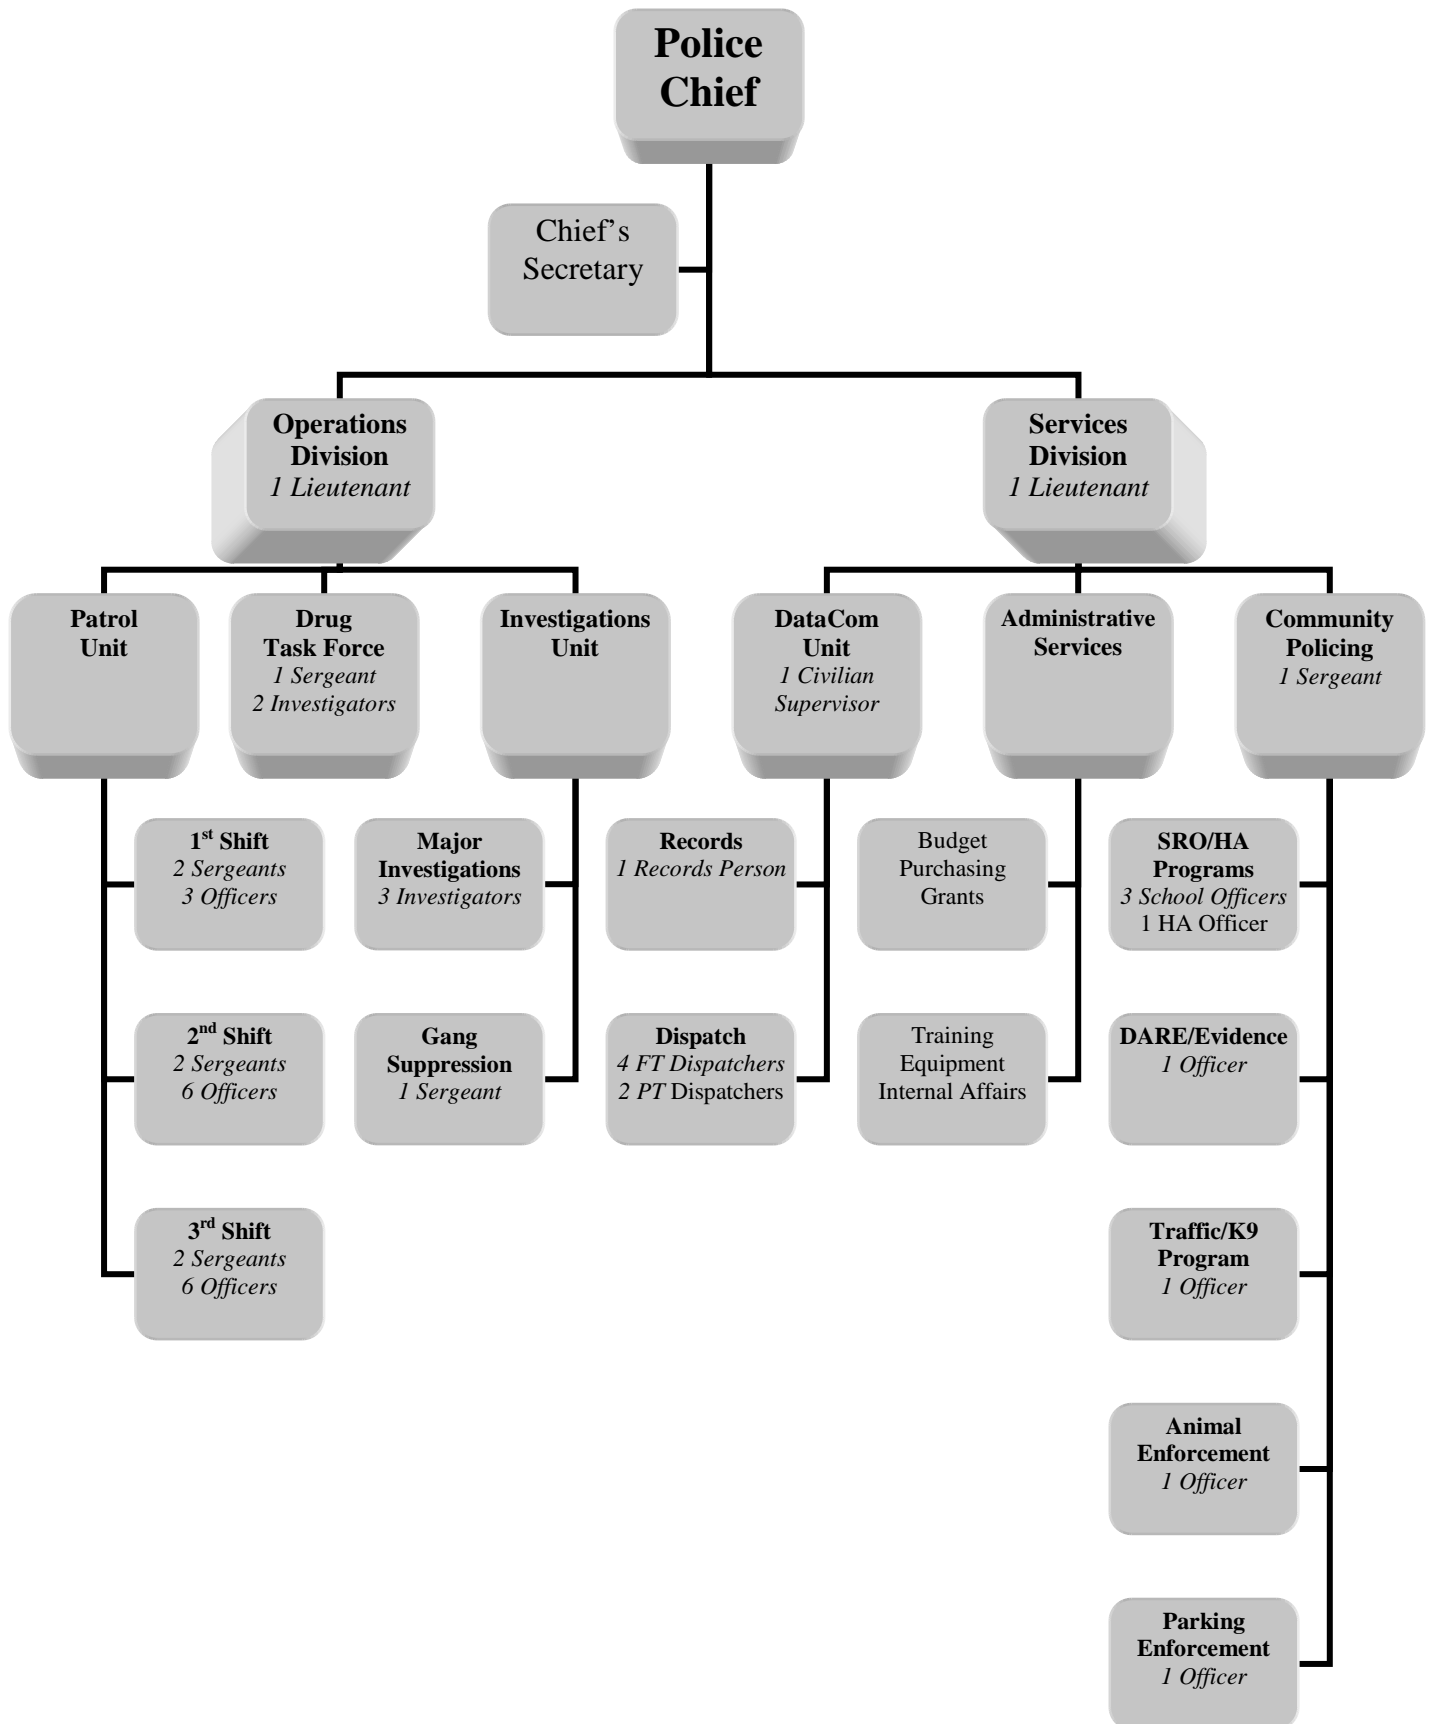 Police
Chief
Chief’s
Secretary
Operations
Division
1 Lieutenant
Services
Division
1 Lieutenant
Patrol
Unit
Drug
Task Force
1 Sergeant
2 Investigators
Investigations
Unit
DataCom
Unit
1 Civilian
Supervisor
Administrative
Services
Community
Policing
1 Sergeant
1st Shift
2 Sergeants
3 Officers
Major
Investigations
3 Investigators
Records
1 Records Person
Budget
Purchasing
Grants
SRO/HA
Programs
3 School Officers
1 HA Officer
2nd Shift
2 Sergeants
6 Officers
Gang
Suppression
1 Sergeant
Dispatch
4 FT Dispatchers
2 PT Dispatchers
Training
Equipment
Internal Affairs
DARE/Evidence
1 Officer
3rd Shift
2 Sergeants
6 Officers
Traffic/K9
Program
1 Officer
Animal
Enforcement
1 Officer
Parking
Enforcement
1 Officer